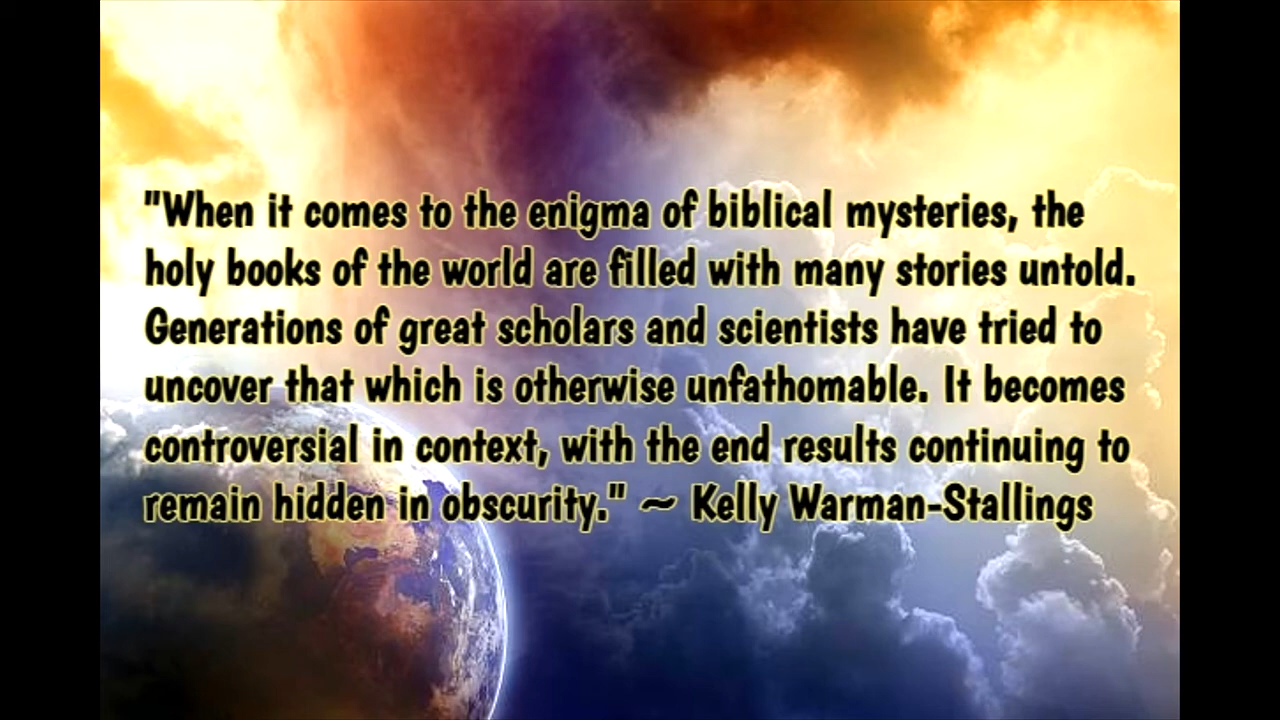 "When it comes to the enigma of biblical mysteries, the
holy books of the world are filled with many stories untold.
Generations of great scholars and scientists have tried to
uncover that which is otherwise unfathomable. It becomes
controversial in context, with the end results continuing to
remain hidden in obscurity." ~ Kelly Warman-Stallings